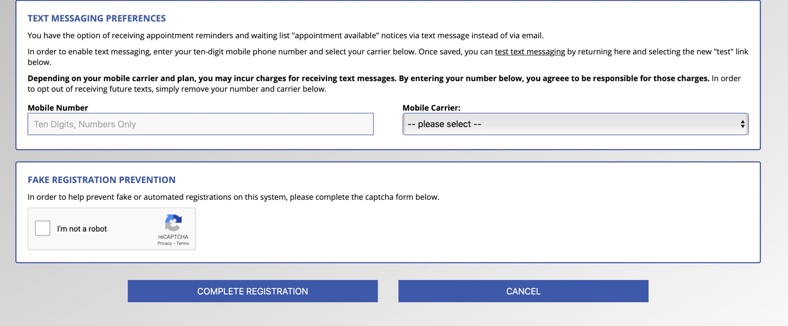 TEXT MESSAGING PREFERENCES
You have the option of receiving appointment reminders and waiting list "appointment available" notices via text message instead of via email.
In order to enable text messaging, enter your ten-digit mobile phone number and select your carrier below. Once saved, you can test text messaging by returning here and selecting the new "test" link
below.
Depending on your mobile carrier and plan, you may incur charges for receiving text messages. By entering your number below, you agreee to be responsible for those charges. In order
to opt out of receiving future texts, simply remove your number and carrier below.
Mobile Number
Mobile Carrier:
Ten Digits, Numbers Only
-- please select --
FAKE REGISTRATION PREVENTION
In order to help prevent fake or automated registrations on this system, please complete the captcha form below.
I'm not a robot
reCAPTCHA
Privacy - Terms
COMPLETE REGISTRATION
CANCEL